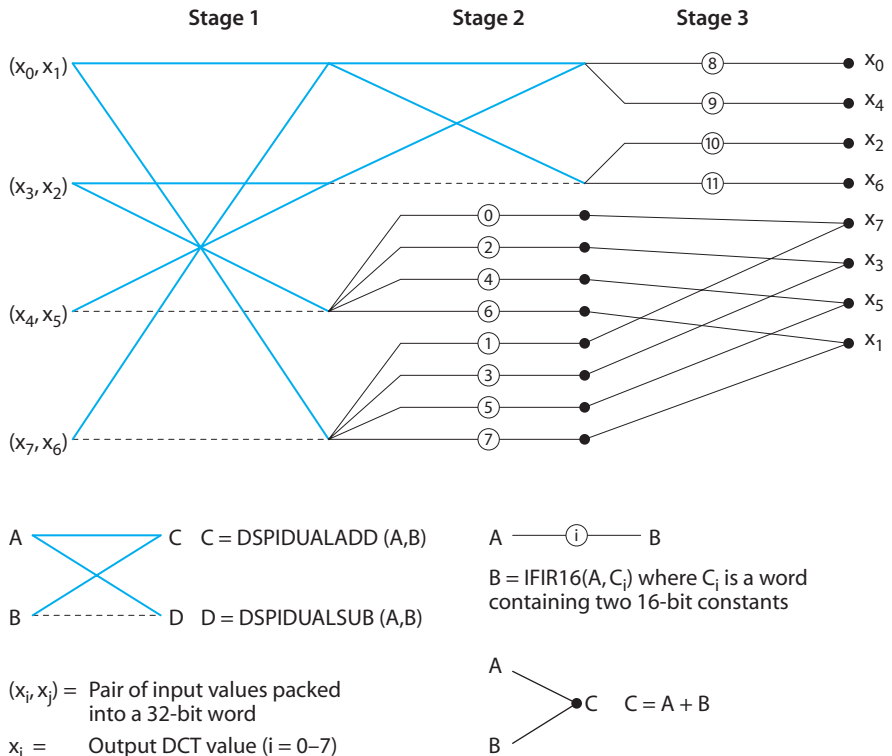 Stage 1 Stage 2 Stage 3
(x0, x1) 8 x0
9 x4
10 x2
(x3, x2) 11 x6
0 x7
2 x3
4 x5
(x4, x5) 6 x1
1
3
5
(x7, x6) 7
A C C = DSPIDUALADD (A,B)
B D D = DSPIDUALSUB (A,B)
A i B
B = IFIR16(A, Ci) where Ci is a word
containing two 16-bit constants
(xi, xj) = Pair of input values packed
into a 32-bit word
xi = Output DCT value (i = 0–7)
A
C C = A + B
B